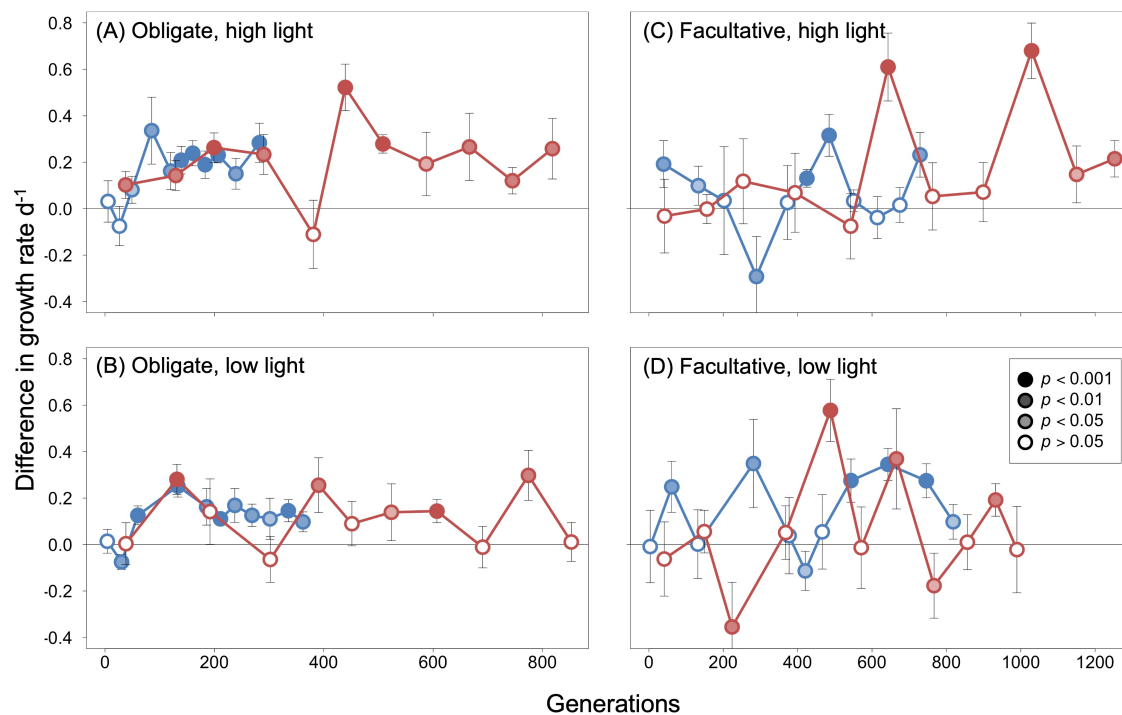 Difference in growth rate d-1
(A) Obligate, high light
0.8
0.6
0.4
0.2
0.0
-0.2
-0.4
(C) Facultative, high light
(B) Obligate, low light
0.8
0.6
0.4
0.2
0.0
-0.2
-0.4
0 200 400 600 800
(D) Facultative, low light
p < 0.001
p < 0.01
p < 0.05
p > 0.05
0 200 400 600 800 1000 1200
Generations